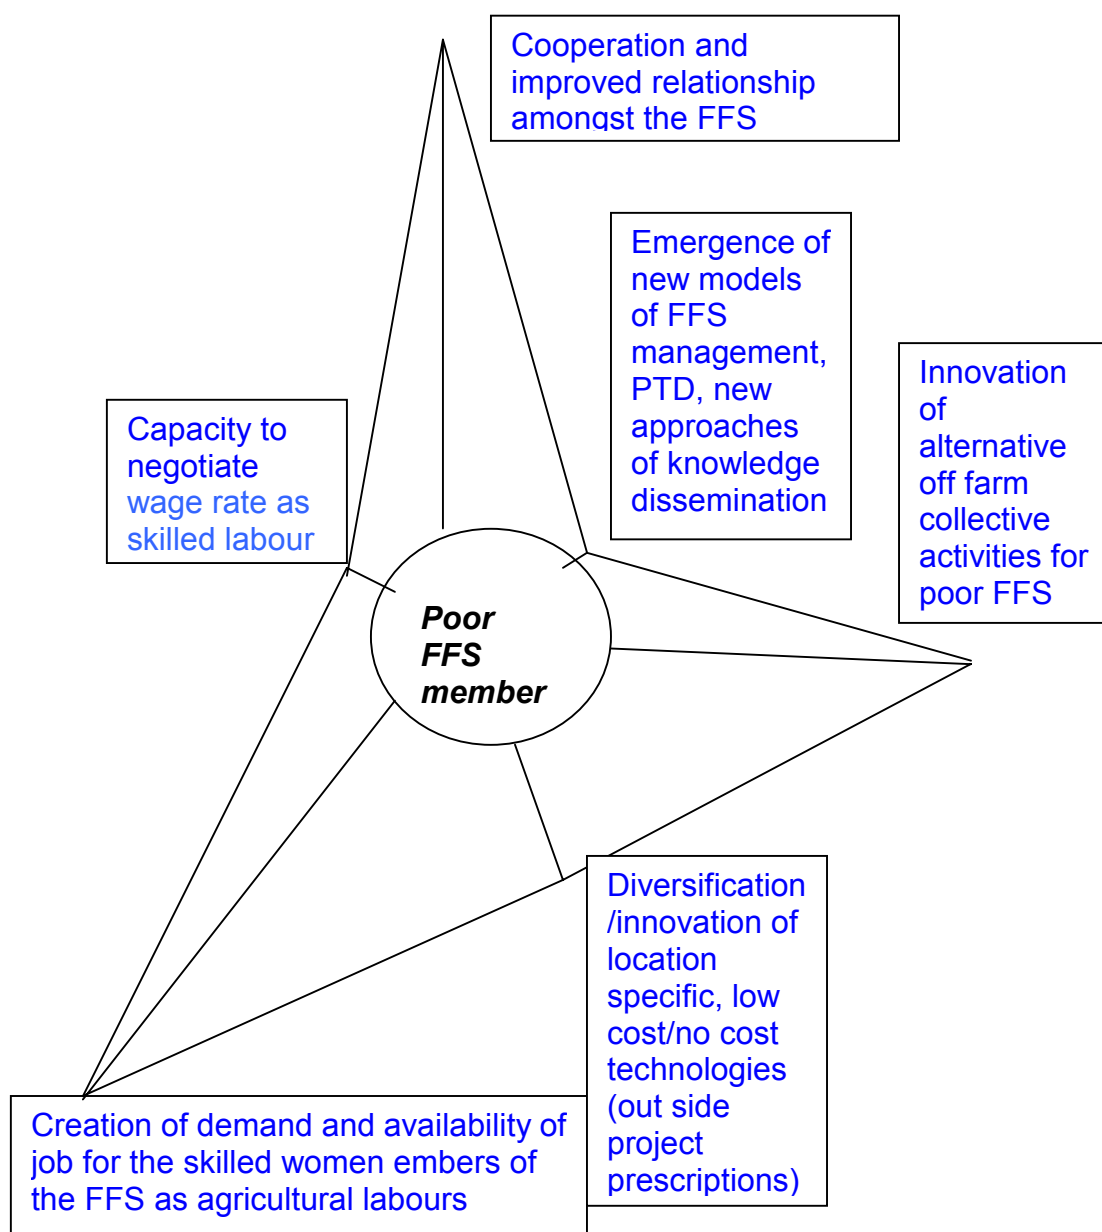 Cooperation and
improved relationship
amongst the FFS
Emergence of
new models
of FFS
management,
PTD, new
approaches
of knowledge
dissemination
Innovation
of
alternative
off farm
collective
activities for
poor FFS
Capacity to
negotiate
wage rate as
skilled labour
Poor
FFS
member
Diversification
/innovation of
location
specific, low
cost/no cost
technologies
(out side
project
prescriptions)
Creation of demand and availability of
job for the skilled women embers of
the FFS as agricultural labours